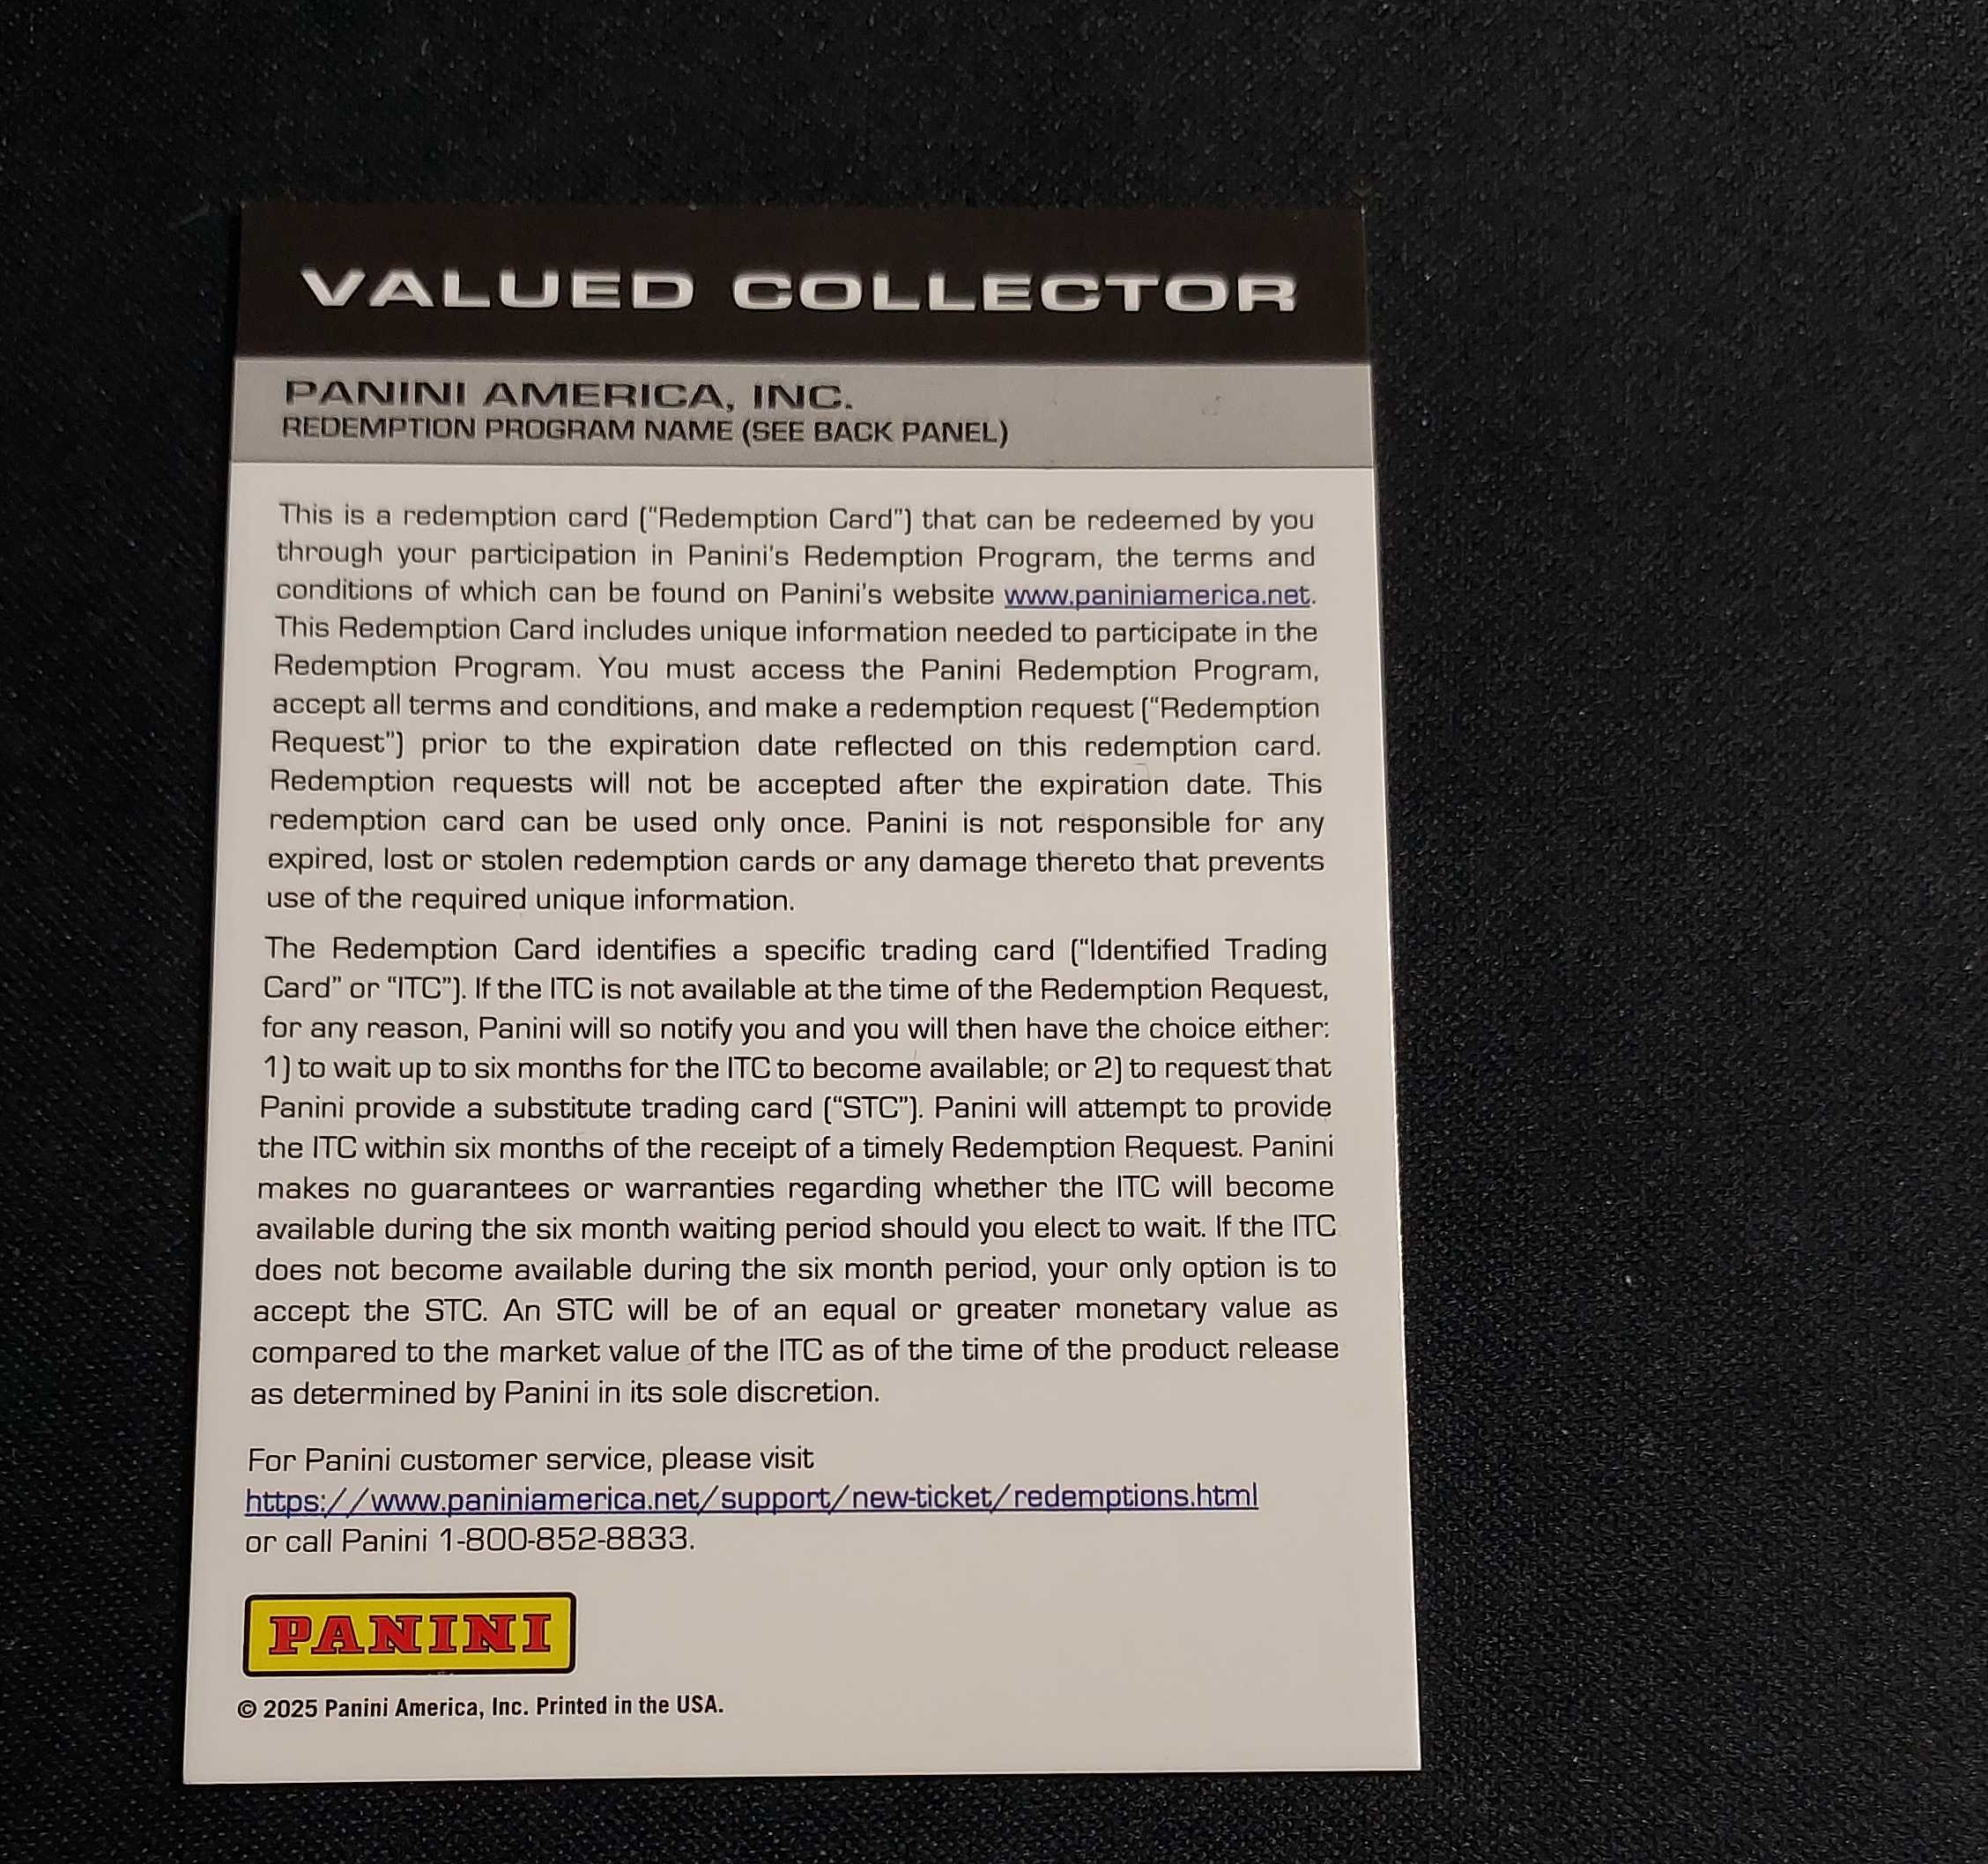 VALUED COLLECTOR
PANINI AMERICA, INC.
REDEMPTION PROGRAM NAME (SEE BACK PANEL)
This is a redemption card (“Redemption Card”) that can be redeemed by you
through your participation in Panini’s Redemption Program, the terms and
conditions of which can be found on Panini’s website www.paniniamerica.net.
This Redemption Card includes unique information needed to participate in the
Redemption Program. You must access the Panini Redemption Program,
accept all terms and conditions, and make a redemption request (“Redemption
Request”) prior to the expiration date reflected on this redemption card.
Redemption requests will not be accepted after the expiration date. This
redemption card can be used only once. Panini is not responsible for any
expired, lost or stolen redemption cards or any damage thereto that prevents
use of the required unique information.
The Redemption Card identifies a specific trading card (“Identified Trading
Card” or “ITC”). If the ITC is not available at the time of the Redemption Request,
for any reason, Panini will so notify you and you will then have the choice either:
1) to wait up to six months for the ITC to become available; or 2) to request that
Panini provide a substitute trading card (“STC”). Panini will attempt to provide
the ITC within six months of the receipt of a timely Redemption Request. Panini
makes no guarantees or warranties regarding whether the ITC will become
available during the six month waiting period should you elect to wait. If the ITC
does not become available during the six month period, your only option is to
accept the STC. An STC will be of an equal or greater monetary value as
compared to the market value of the ITC as of the time of the product release
as determined by Panini in its sole discretion.
For Panini customer service, please visit
https://www.paniniamerica.net/support/new-ticket/redemptions.html
or call Panini 1-800-852-8833.
PANINI
© 2025 Panini America, Inc. Printed in the USA.